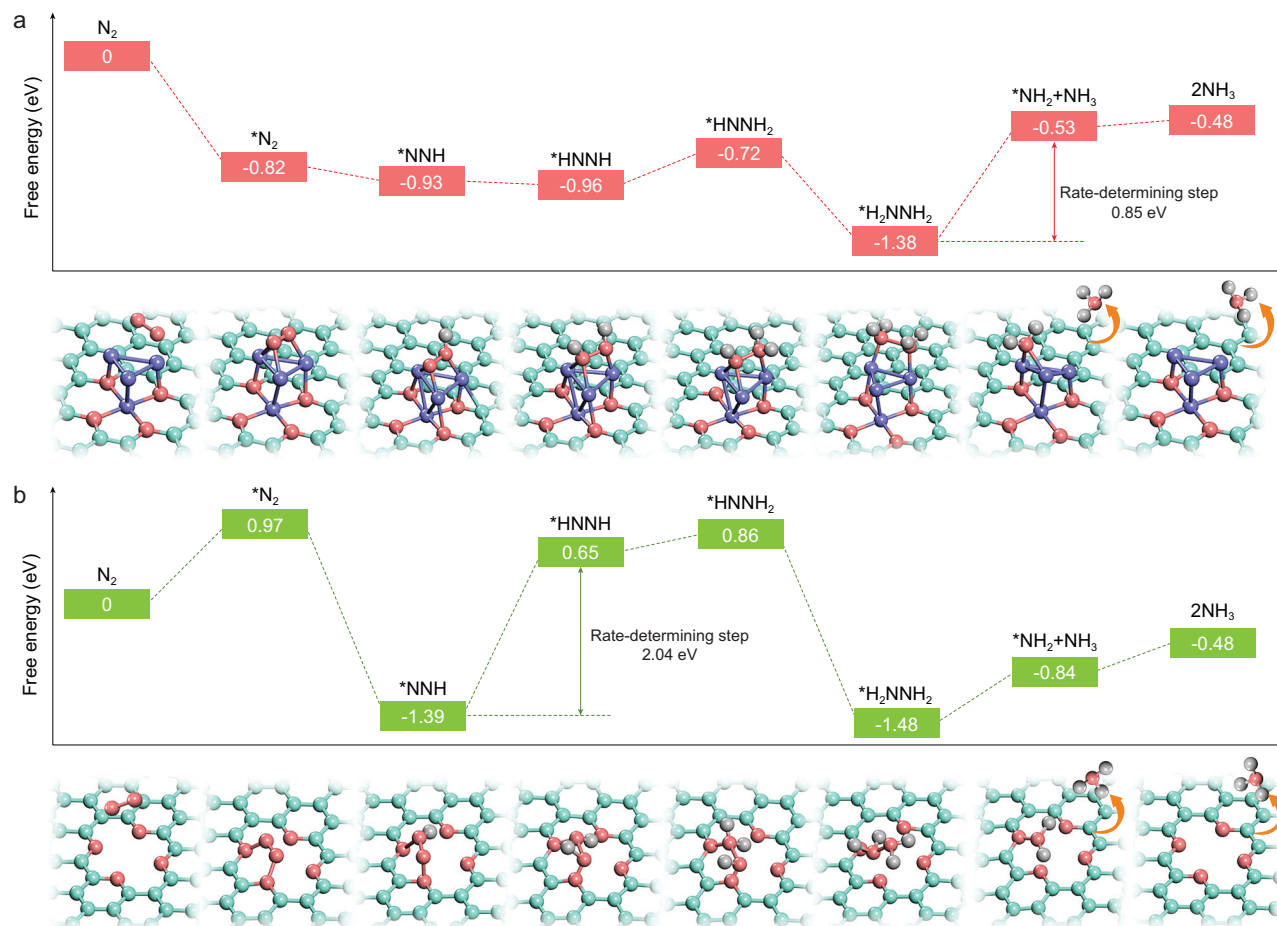 a
Free energy (eV)
N₂
0
*N₂
-0.82
*NNH
-0.93
*HNNH
-0.96
*HNNH₂
-0.72
*H₂NNH₂
-1.38
*NH₂+NH₃
-0.53
2NH₃
-0.48
Rate-determining step
0.85 eV
b
Free energy (eV)
N₂
0
*N₂
0.97
*NNH
-1.39
*HNNH
0.65
*HNNH₂
0.86
Rate-determining step
2.04 eV
*H₂NNH₂
-1.48
*NH₂+NH₃
-0.84
2NH₃
-0.48